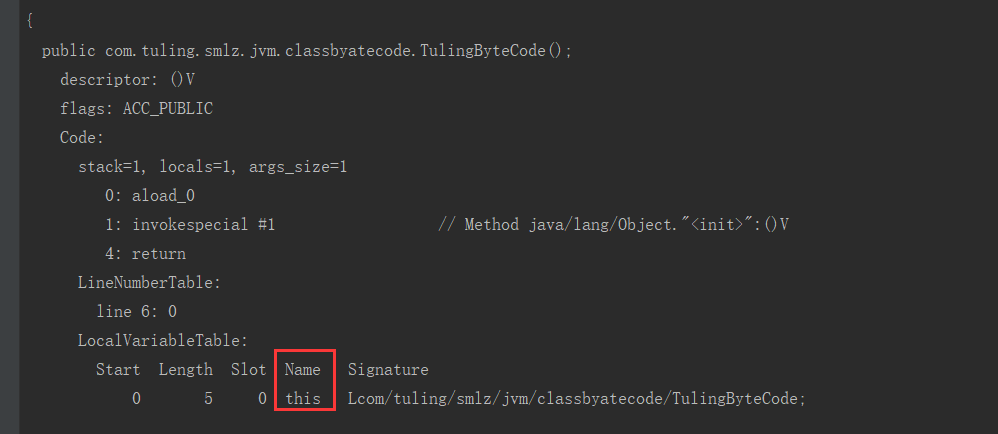 {
public com.tuling.smlz.jvm.classbyatecode.TulingByteCode();
descriptor: ()V
flags: ACC_PUBLIC
Code:
stack=1, locals=1, args_size=1
0: aload_0
1: invokespecial #1 // Method java/lang/Object."<init>":()V
4: return
LineNumberTable:
line 6: 0
LocalVariableTable:
Start Length Slot Name Signature
0 5 0 this Lcom/tuling/smlz/jvm/classbyatecode/TulingByteCode;